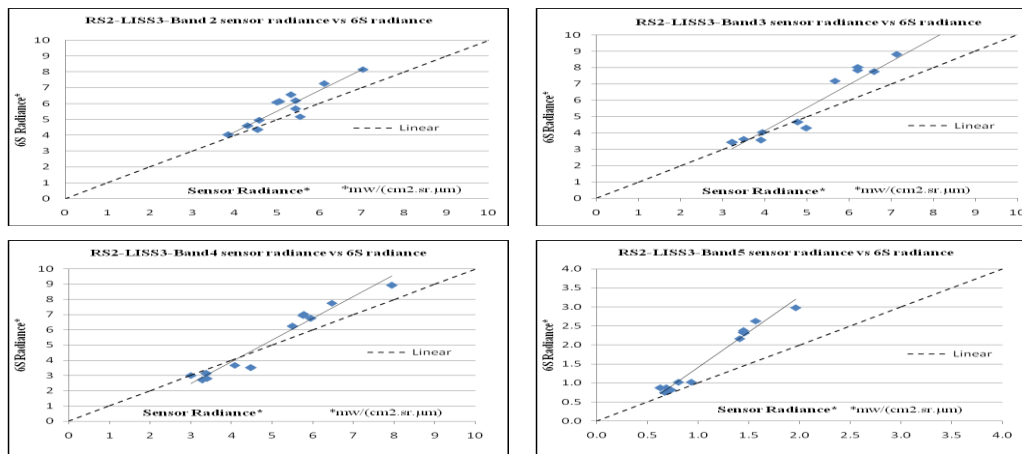 RS2-LISS3-Band 2 sensor radiance vs 6S radiance
10
9
8
7
6
5
4
3
2
1
0
6S Radiance*
Linear
Sensor Radiance* *mw/(cm2.sr.µm)
0 1 2 3 4 5 6 7 8 9 10
RS2-LISS3-Band3 sensor radiance vs 6S radiance
10
9
8
7
6
5
4
3
2
1
0
6S Radiance*
Linear
Sensor Radiance* *mw/(cm2.sr.µm)
0 1 2 3 4 5 6 7 8 9 10
RS2-LISS3-Band4 sensor radiance vs 6S radiance
10
9
8
7
6
5
4
3
2
1
0
6S Radiance*
Linear
Sensor Radiance* *mw/(cm2.sr.µm)
0 1 2 3 4 5 6 7 8 9 10
RS2-LISS3-Band5 sensor radiance vs 6S radiance
4.0
3.5
3.0
2.5
2.0
1.5
1.0
0.5
0.0
6S Radiance*
Linear
Sensor Radiance* *mw/(cm2.sr.µm)
0.0 0.5 1.0 1.5 2.0 2.5 3.0 3.5 4.0